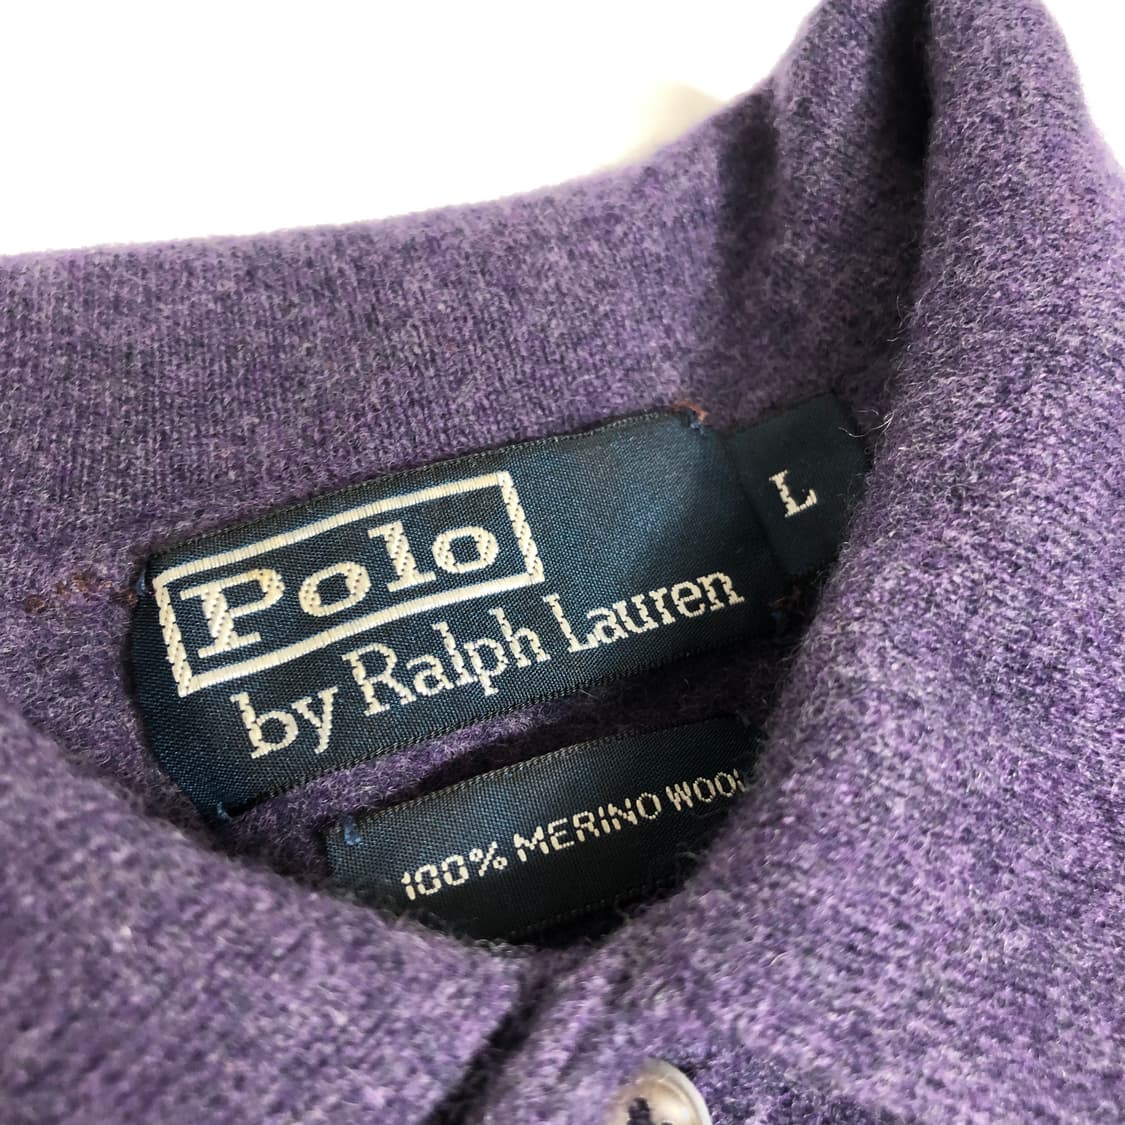 Polo
by Ralph Lauren
L
100% MERINO WOOL